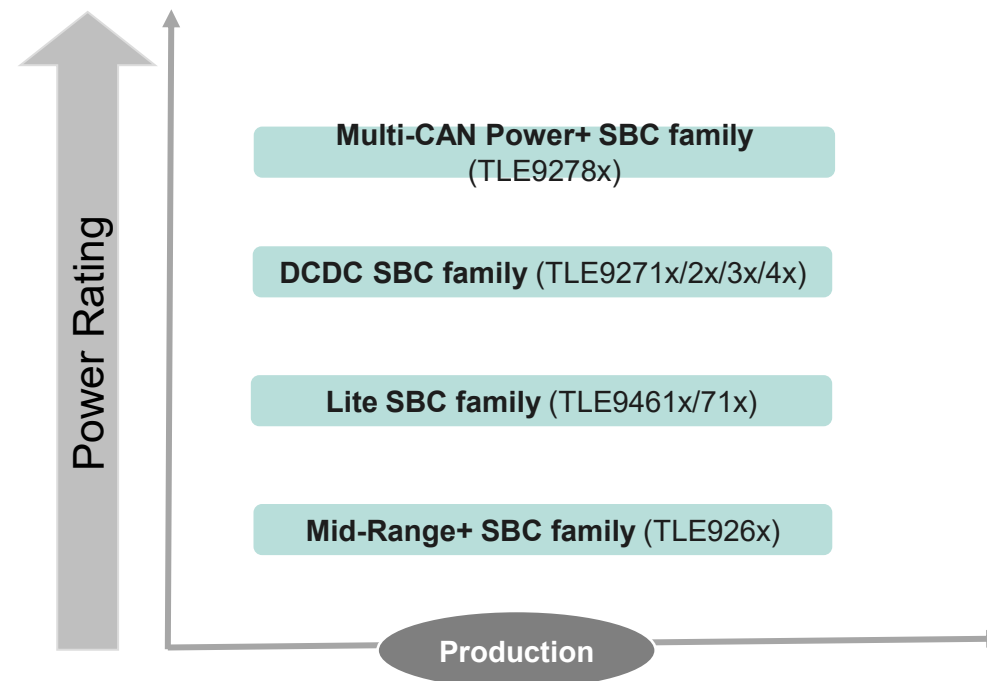 Multi-CAN Power+ SBC family
(TLE9278x)
DCDC SBC family (TLE9271x/2x/3x/4x)
Power Rating
Lite SBC family (TLE9461x/71x)
Mid-Range+ SBC family (TLE926x)
Production